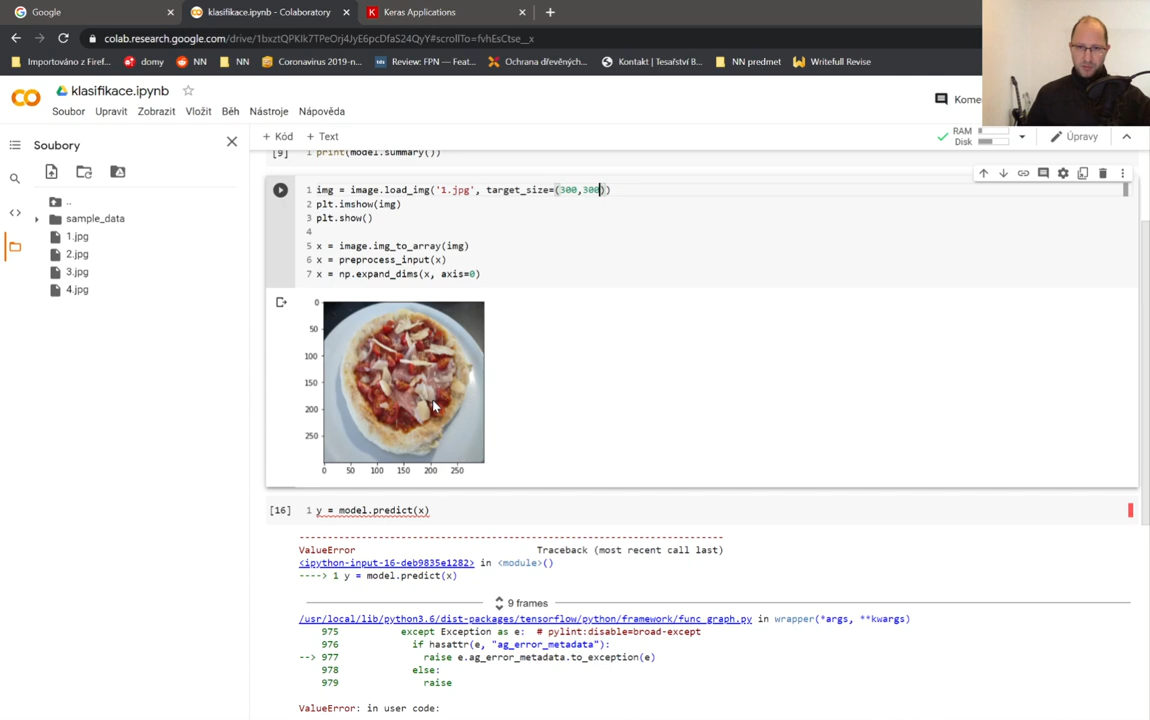 Google
klasifikace.ipynb - Colaboratory
Keras Applications
colab.research.google.com/drive/1bxztQPKIk7TPeOrj4JyE6pcDfaS24QyY#scrollTo=fvhEsCtse__x
Importováno z Firef...
domy
NN
NN
Coronavirus 2019-n...
Review: FPN — Feat...
Ochrana dřevěných...
Kontakt | Tesařství B...
NN predmet
Writefull Review
klasifikace.ipynb
Soubor Upravit Zobrazit Vložit Běh Nástroje Nápověda
Kome
+ Kód + Text
RAM
Disk
Úpravy
Soubory
..
sample_data
1.jpg
2.jpg
3.jpg
4.jpg
[9] 1 print(model.summary())
1 img = image.load_img('1.jpg', target_size=(300,300))
2 plt.imshow(img)
3 plt.show()
4
5 x = image.img_to_array(img)
6 x = preprocess_input(x)
7 x = np.expand_dims(x, axis=0)
0
50
100
150
200
250
0 50 100 150 200 250
[16] 1 y = model.predict(x)
---------------------------------------------------------------------------
ValueError Traceback (most recent call last)
<ipython-input-16-deb9835e1282> in <module>()
----> 1 y = model.predict(x)
9 frames
/usr/local/lib/python3.6/dist-packages/tensorflow/python/framework/func_graph.py in wrapper(*args, **kwargs)
975 except Exception as e: # pylint:disable=broad-except
976 if hasattr(e, "ag_error_metadata"):
--> 977 raise e.ag_error_metadata.to_exception(e)
978 else:
979 raise
ValueError: in user code: